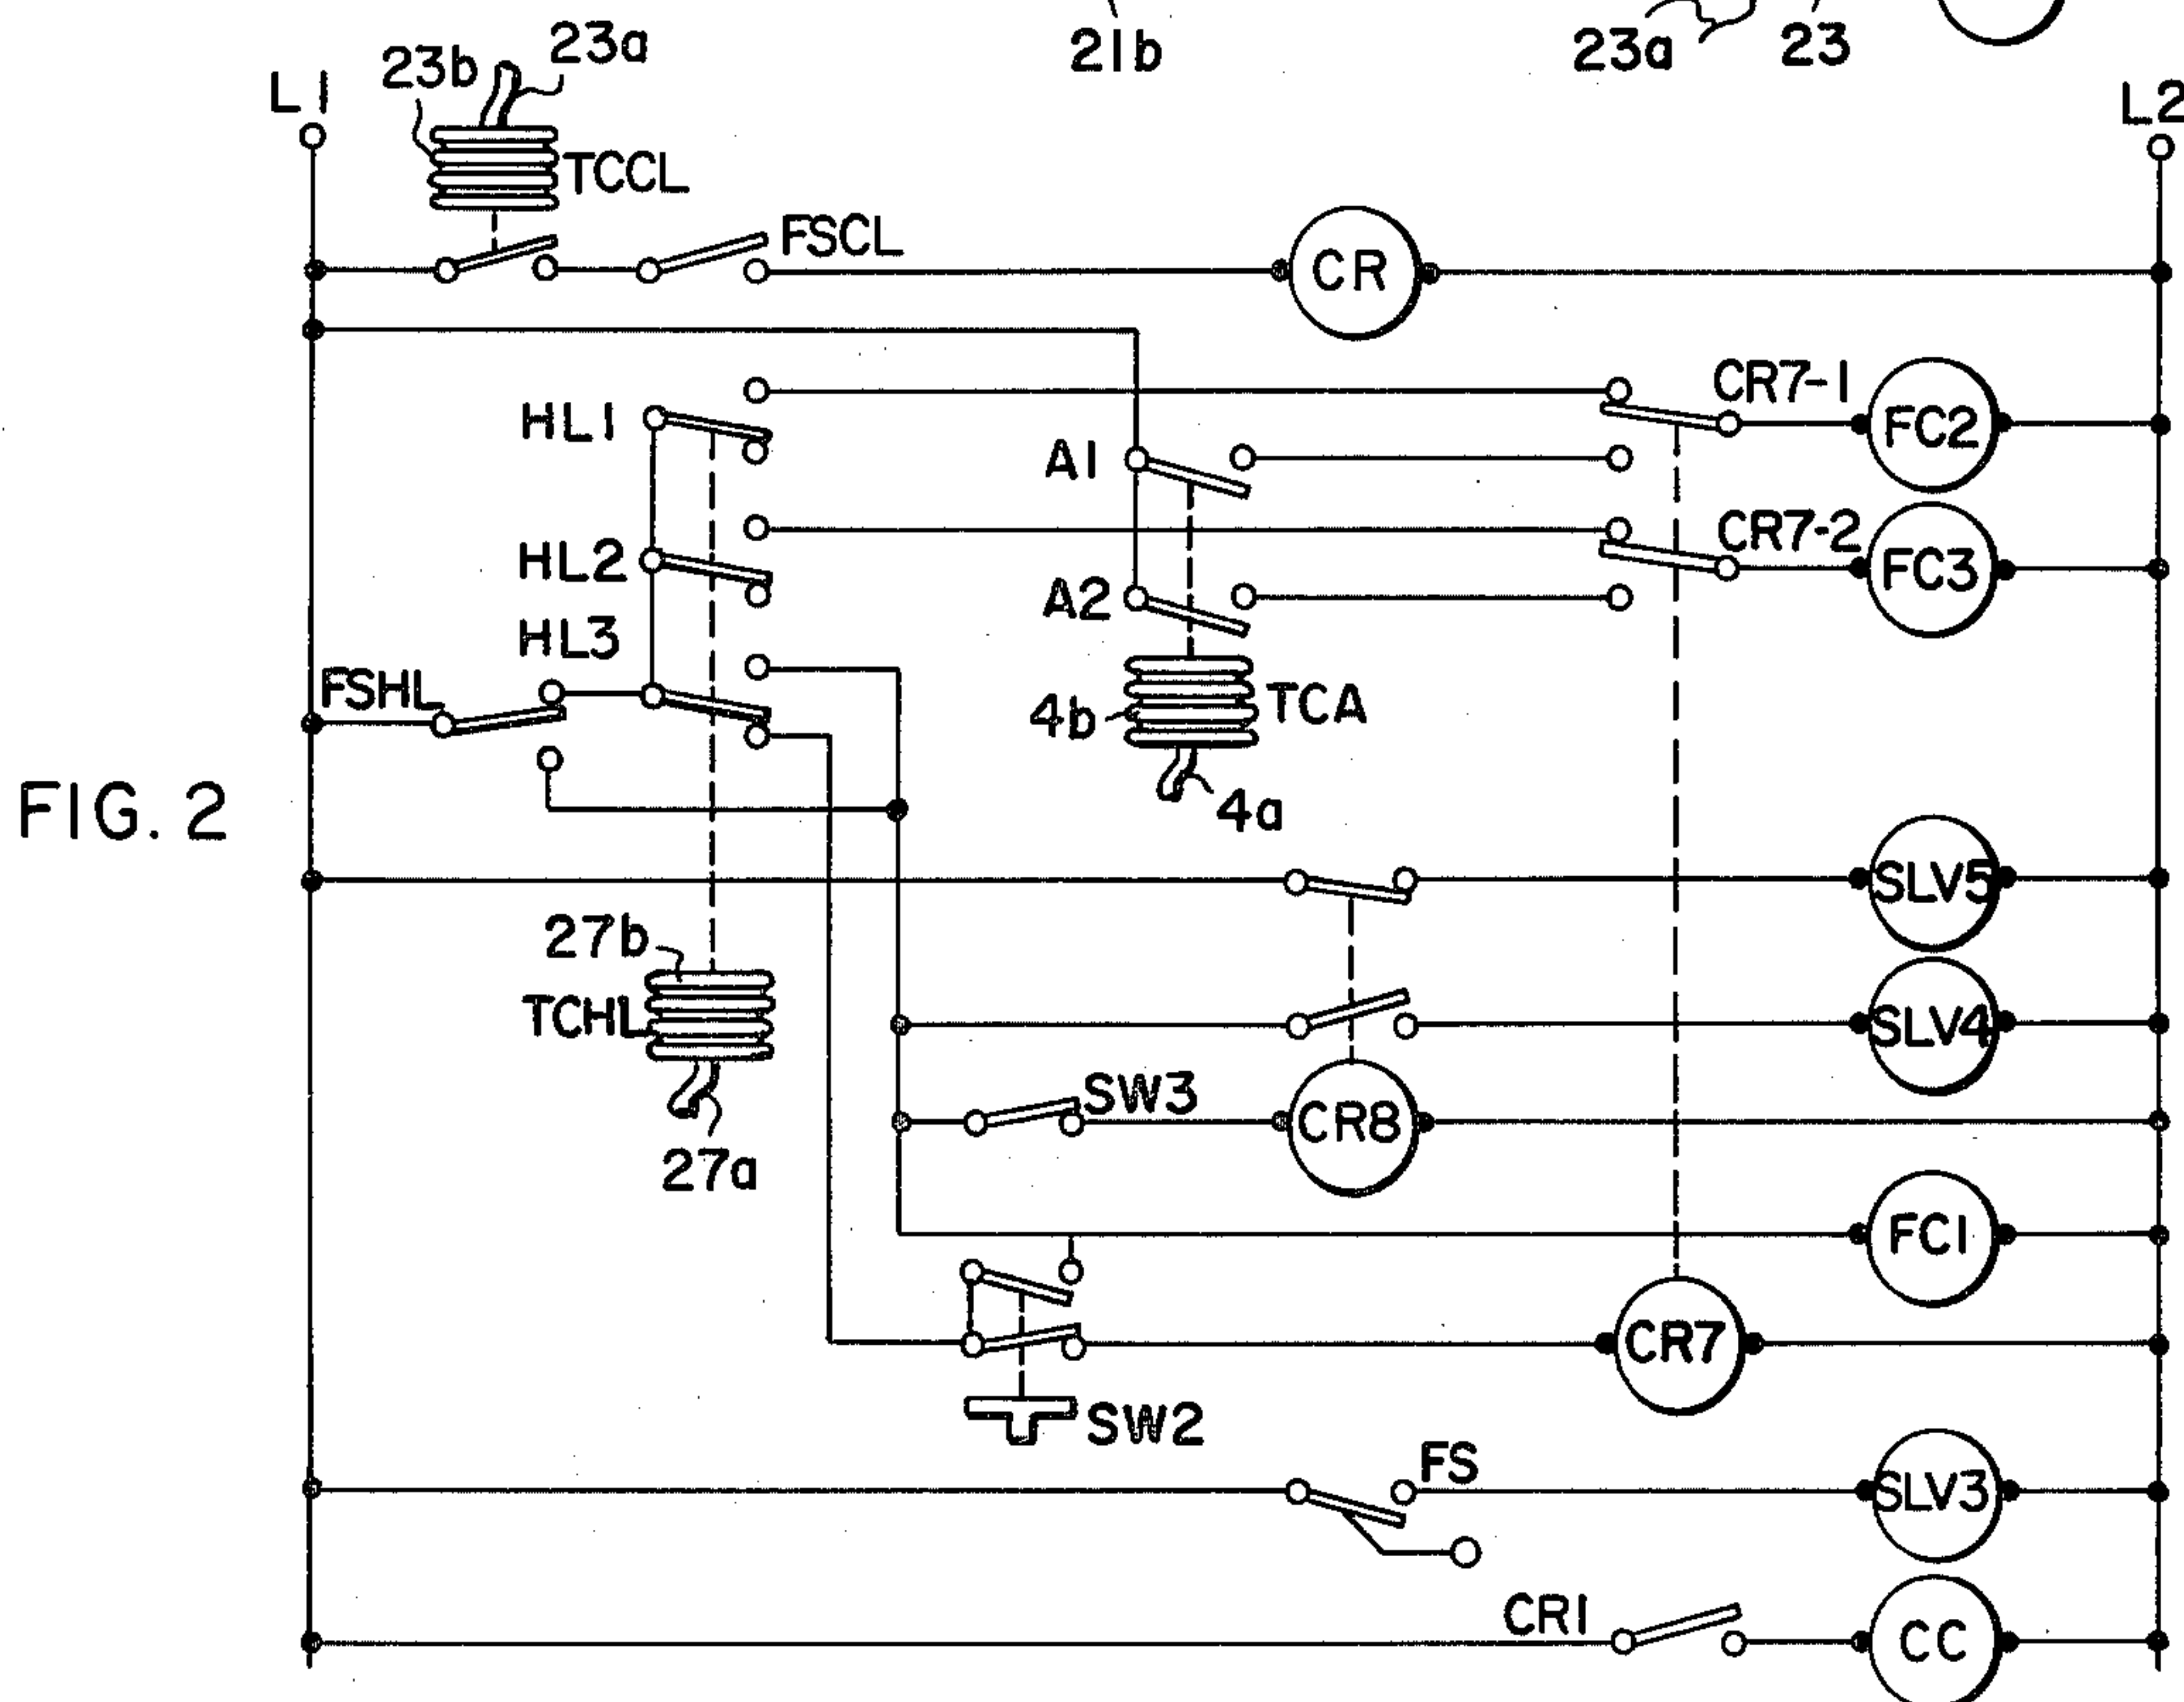 21b
23a 23
23b 23a
L1
L2
TCCL
FSCL
CR
HL1
CR7-1
FC2
A1
HL2
CR7-2
FC3
A2
HL3
FSHL
4b
TCA
4a
FIG. 2
SLV5
27b
TCHL
SLV4
SW3
CR8
27a
FC1
CR7
SW2
FS
SLV3
CR1
CC